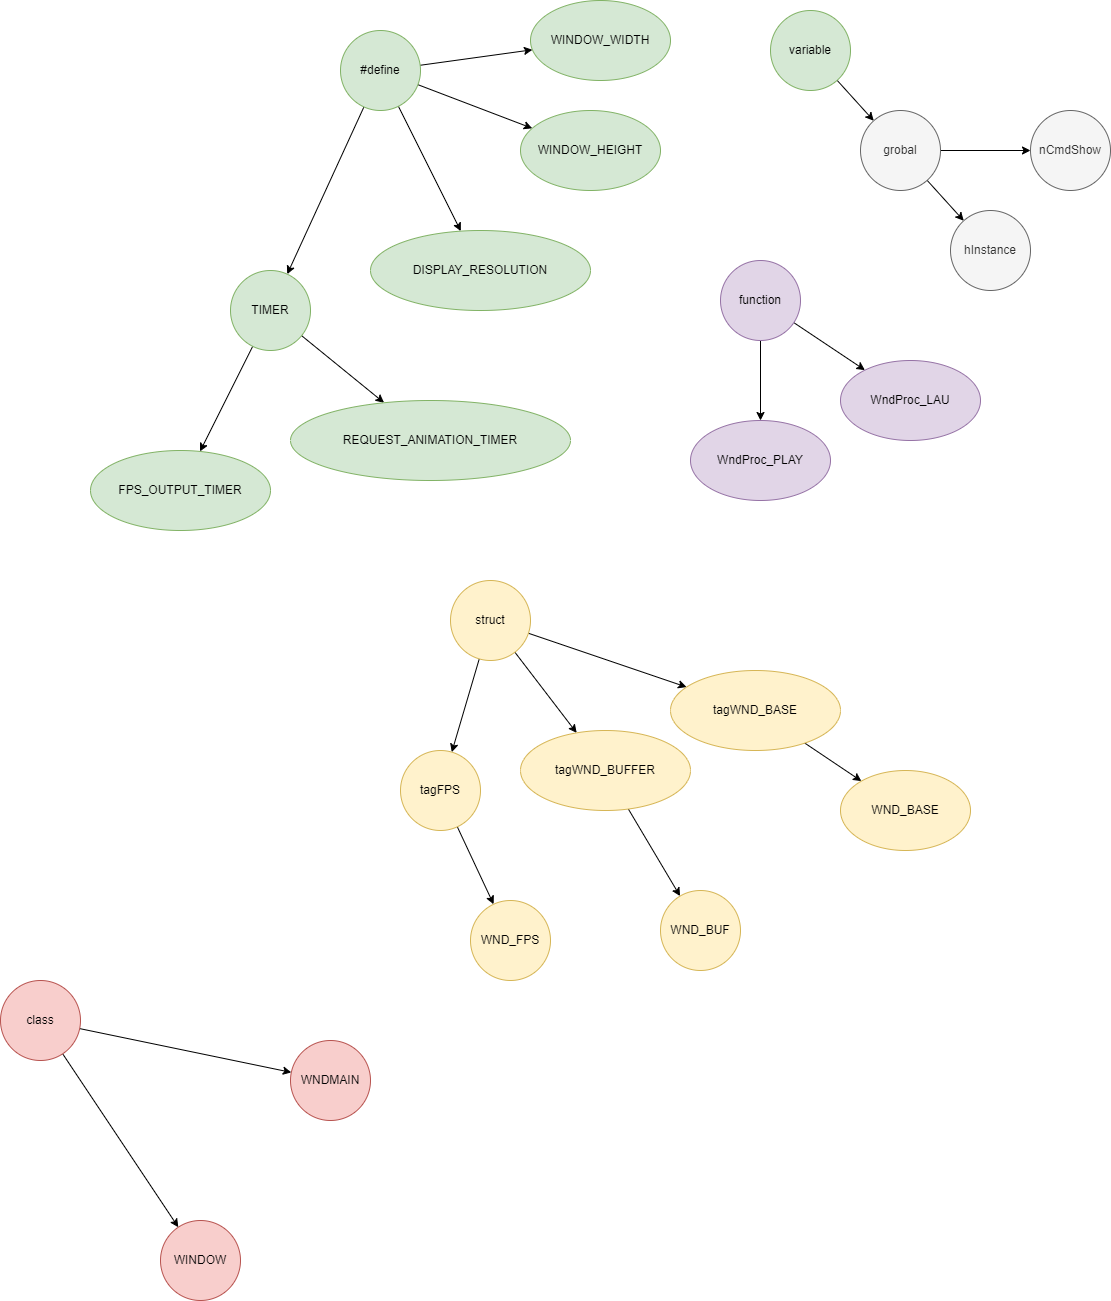 WINDOW_WIDTH
#define
variable
WINDOW_HEIGHT
grobal
nCmdShow
hInstance
DISPLAY_RESOLUTION
function
TIMER
WndProc_LAU
REQUEST_ANIMATION_TIMER
WndProc_PLAY
FPS_OUTPUT_TIMER
struct
tagWND_BASE
tagWND_BUFFER
tagFPS
WND_BASE
WND_BUF
WND_FPS
class
WNDMAIN
WINDOW